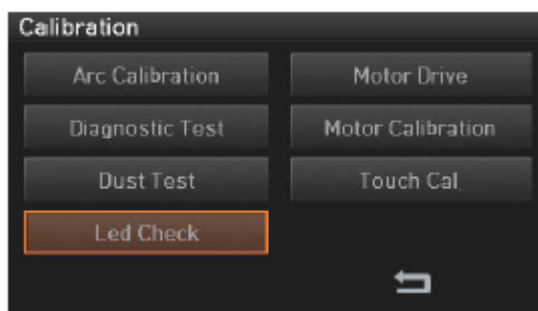 Calibration
Arc Calibration
Motor Drive
Diagnostic Test
Motor Calibration
Dust Test
Touch Cal.
Led Check